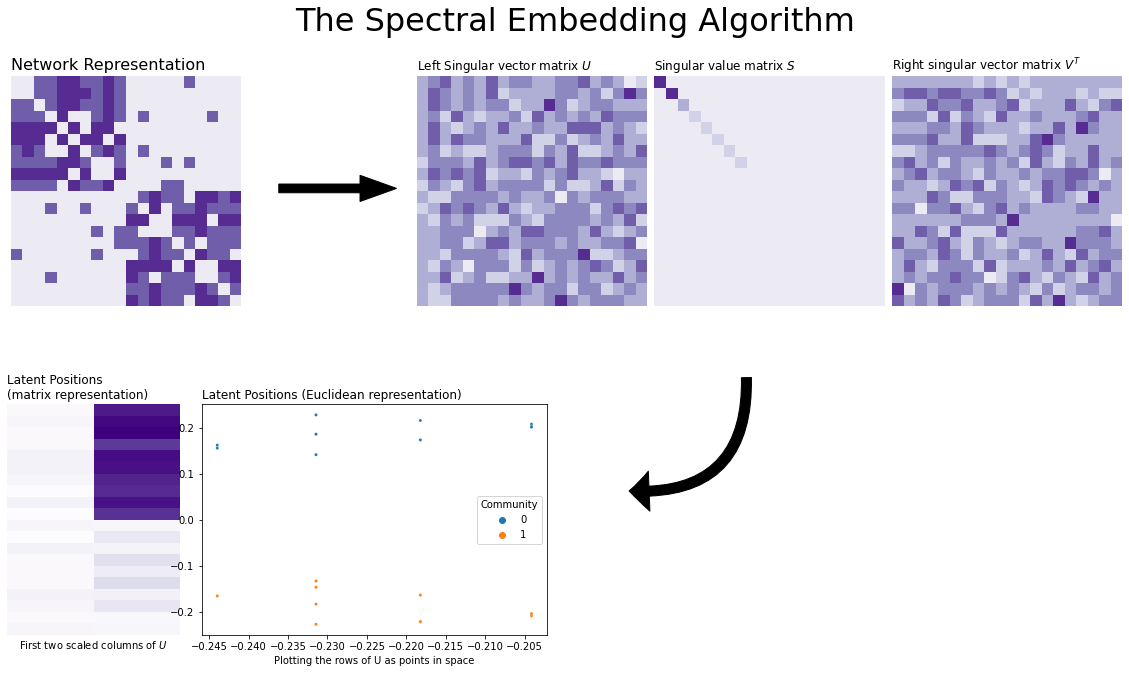 The Spectral Embedding Algorithm
Network Representation
Left Singular vector matrix U
Singular value matrix S
Right singular vector matrix V^T
Latent Positions
(matrix representation)
First two scaled columns of U
Latent Positions (Euclidean representation)
0.2
0.1
0.0
−0.1
−0.2
Community
0
1
−0.245 −0.240 −0.235 −0.230 −0.225 −0.220 −0.215 −0.210 −0.205
Plotting the rows of U as points in space